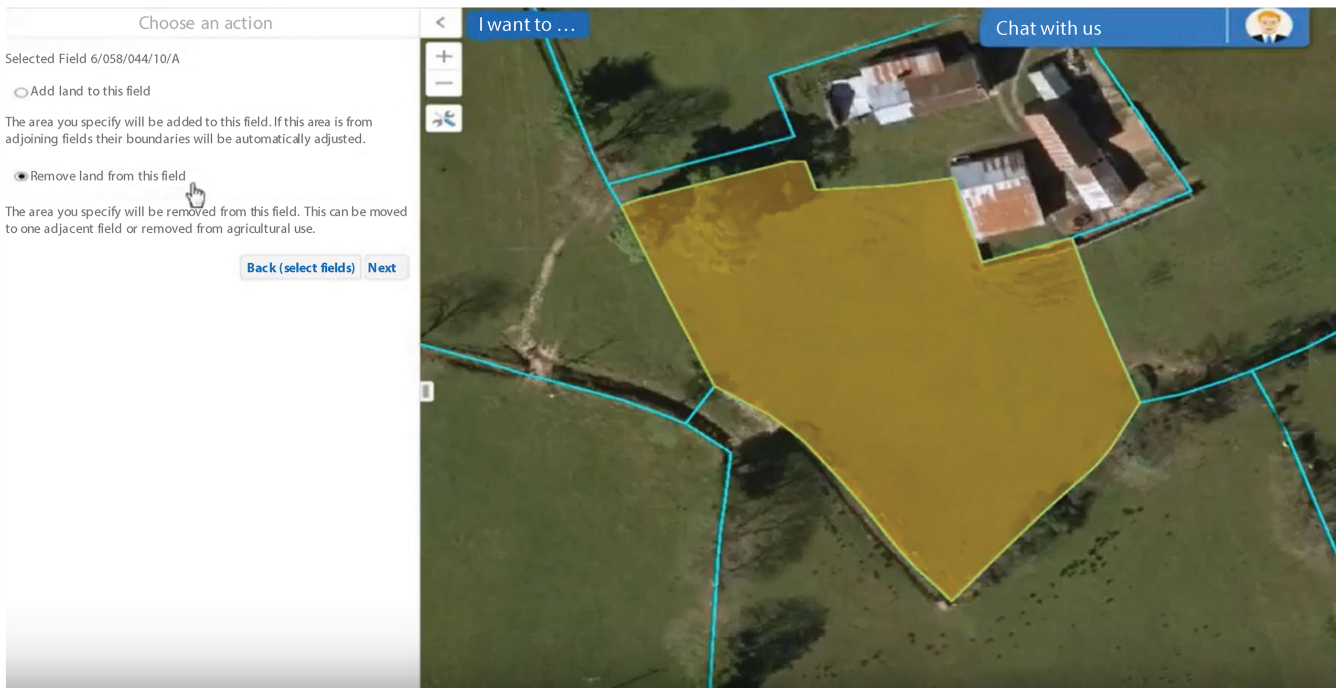 Choose an action
<
I want to ...
Chat with us
Selected Field 6/058/044/10/A
Add land to this field
The area you specify will be added to this field. If this area is from
adjoining fields their boundaries will be automatically adjusted.
Remove land from this field
The area you specify will be removed from this field. This can be moved
to one adjacent field or removed from agricultural use.
Back (select fields) Next
+
−